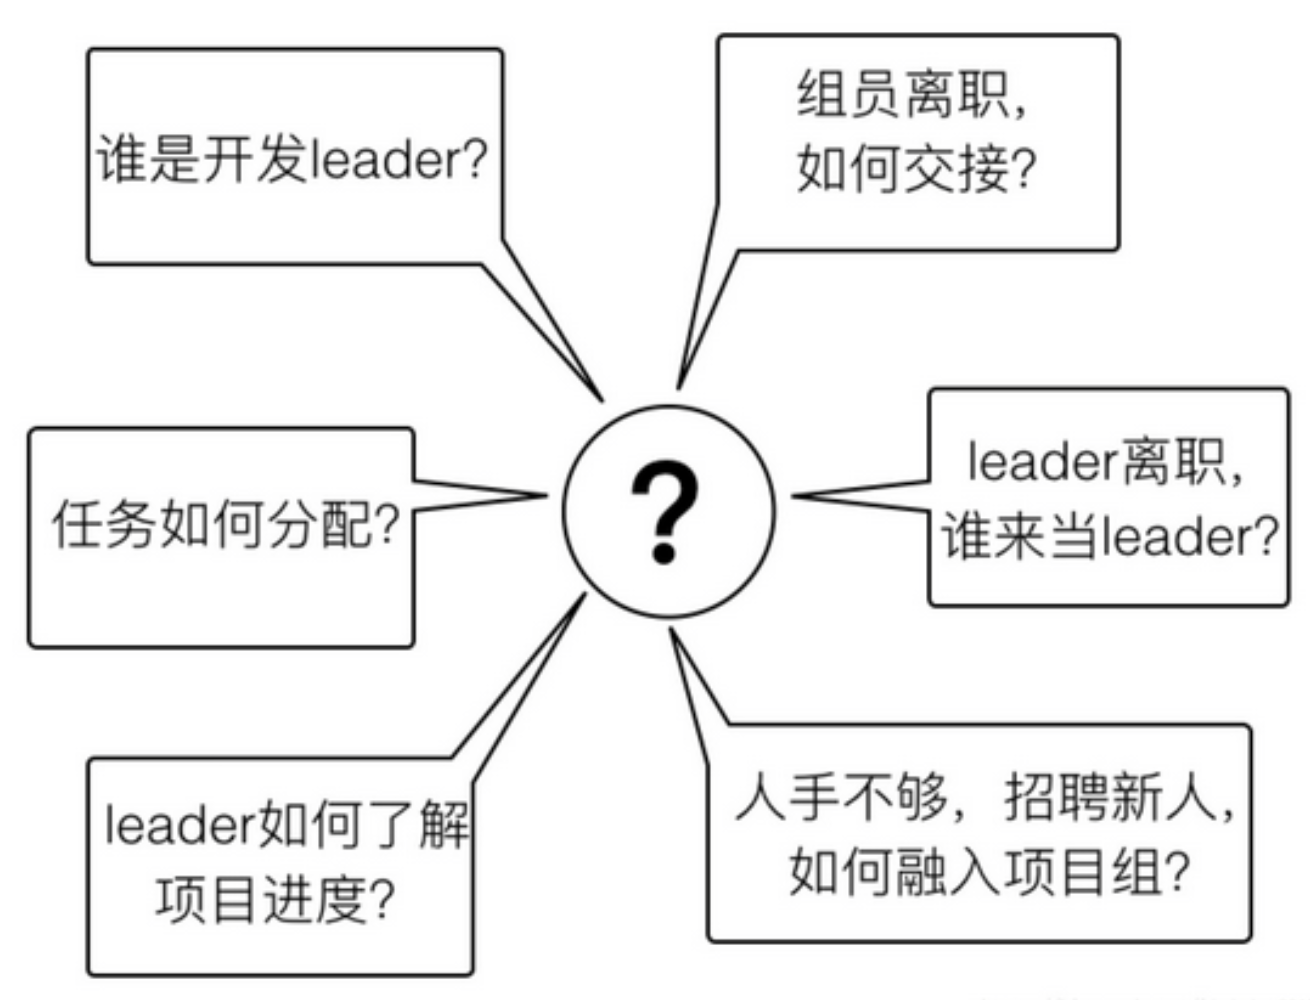 谁是开发leader?
组员离职,
如何交接?
任务如何分配?
?
leader离职,
谁来当leader?
leader如何了解
项目进度?
人手不够，招聘新人,
如何融入项目组?